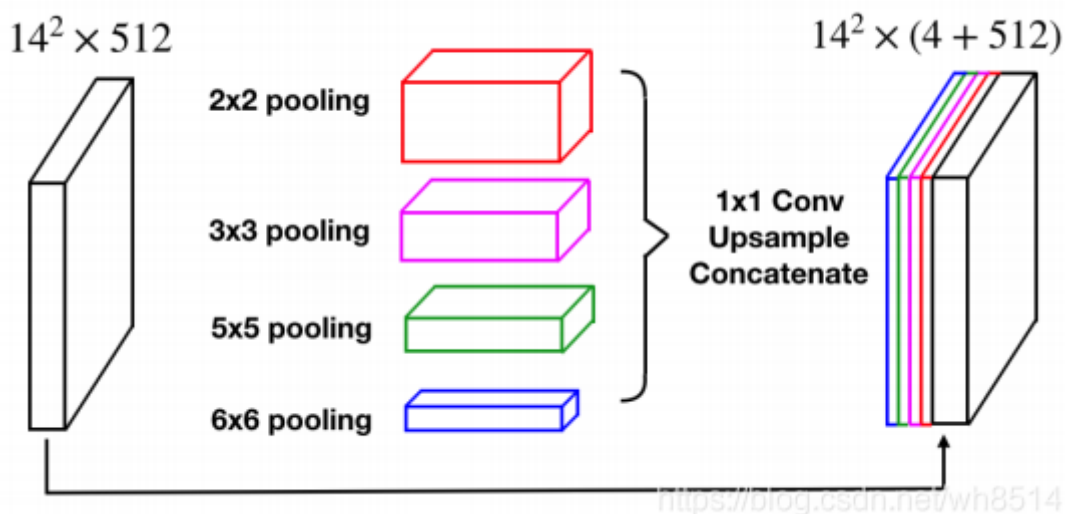 14² × 512
14² × (4 + 512)
2x2 pooling
3x3 pooling
5x5 pooling
6x6 pooling
1x1 Conv
Upsample
Concatenate
https://blog.csdn.net/wh8514